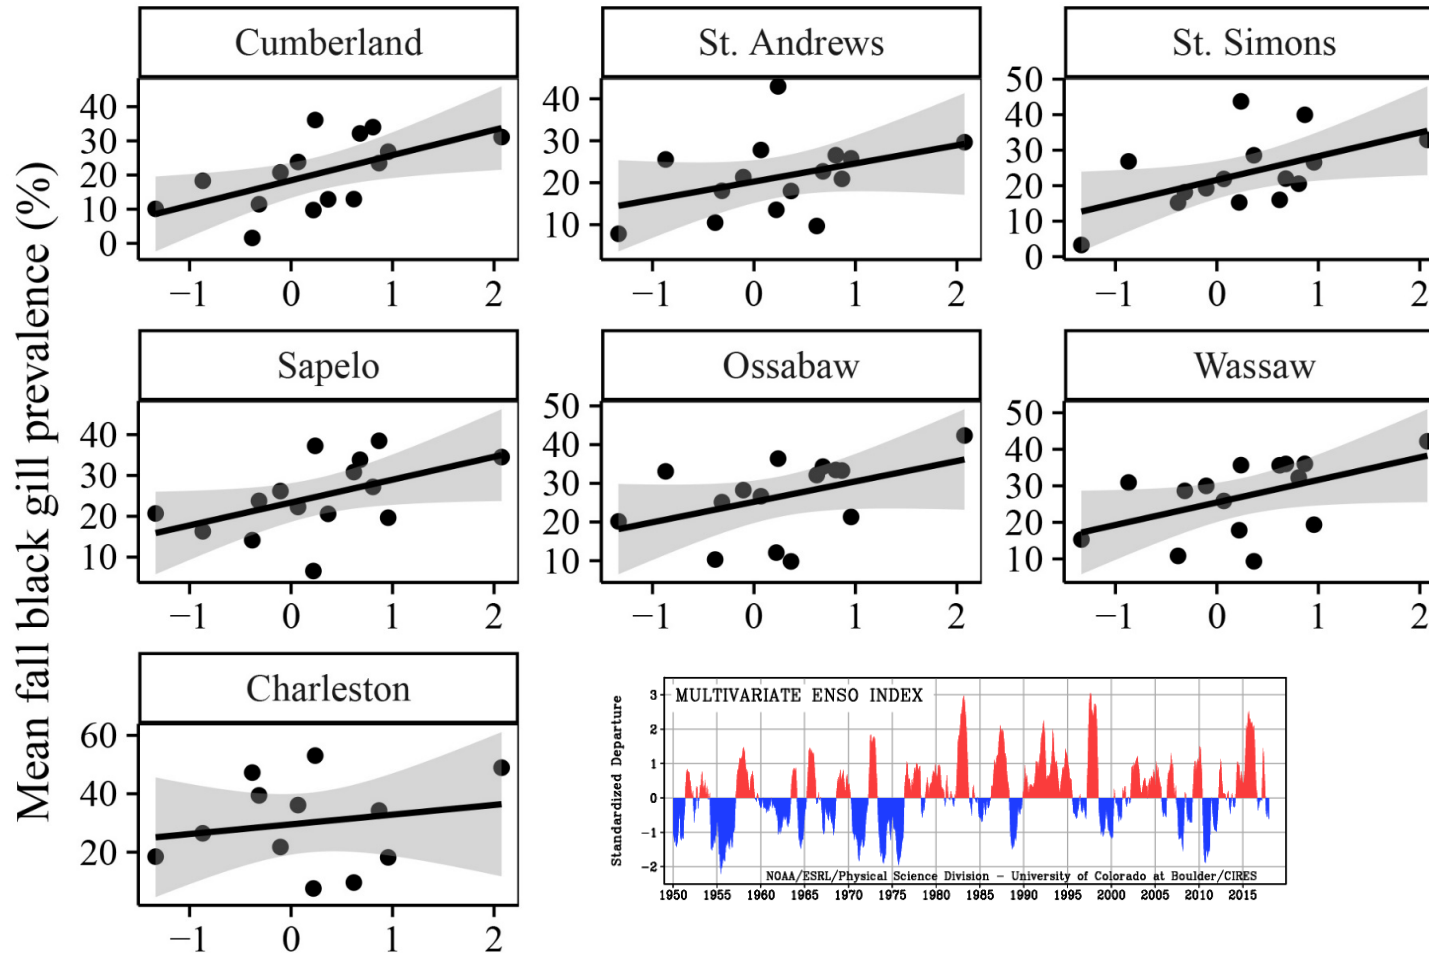 Mean fall black gill prevalence (%)
Cumberland
40
30
20
10
0
−1 0 1 2
St. Andrews
40
30
20
10
−1 0 1 2
St. Simons
50
40
30
20
10
0
−1 0 1 2
Sapelo
40
30
20
10
−1 0 1 2
Ossabaw
50
40
30
20
10
−1 0 1 2
Wassaw
50
40
30
20
10
−1 0 1 2
Charleston
60
40
20
−1 0 1 2
MULTIVARIATE ENSO INDEX
Standardized Departure
3
2
1
0
−1
−2
NOAA/ESRL/Physical Science Division − University of Colorado at Boulder/CIRES
1950 1955 1960 1965 1970 1975 1980 1985 1990 1995 2000 2005 2010 2015